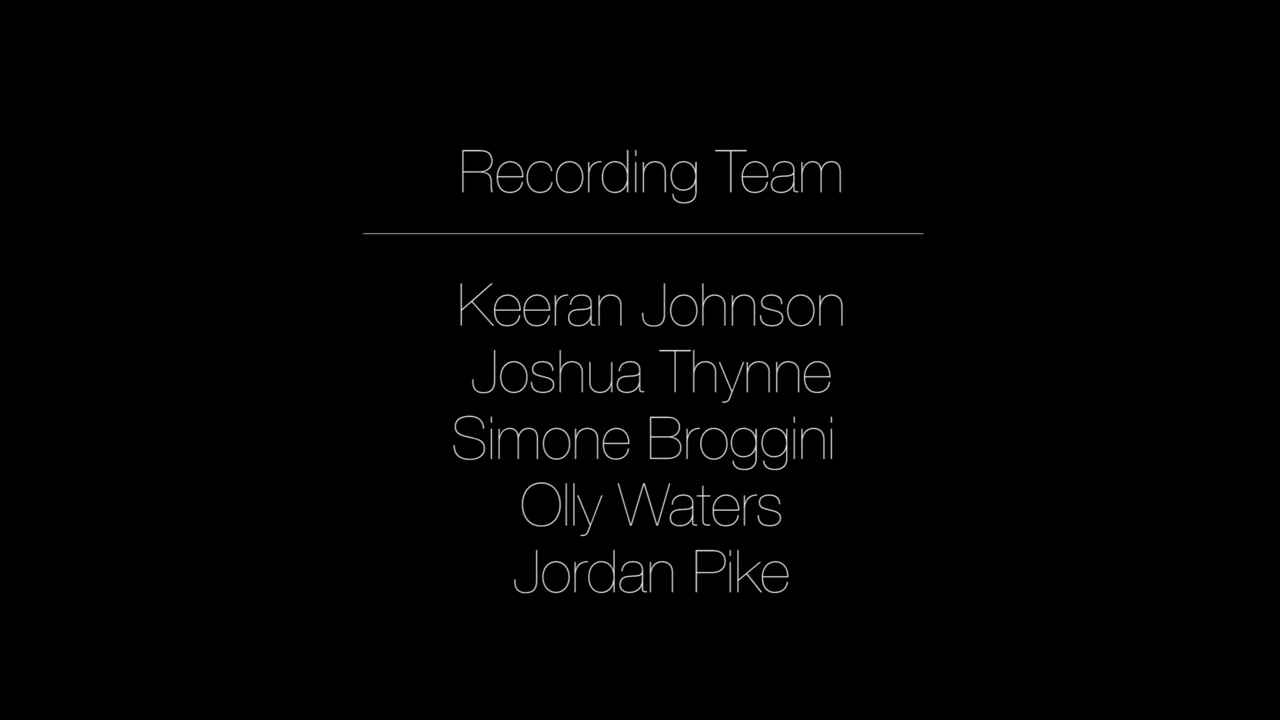 Recording Team
Keeran Johnson
Joshua Thynne
Simone Broggini
Olly Waters
Jordan Pike